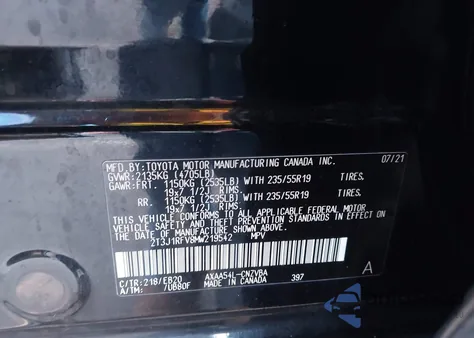 MFD.BY:TOYOTA MOTOR MANUFACTURING CANADA INC. 07/21
GVWR:2135KG (4705LB)
GAWR:FRT. 1150KG (2535LB) WITH 235/55R19 TIRES.
19x7 1/2J RIMS.
RR. 1150KG (2535LB) WITH 235/55R19 TIRES.
19x7 1/2J RIMS.
THIS VEHICLE CONFORMS TO ALL APPLICABLE FEDERAL MOTOR
VEHICLE SAFETY AND THEFT PREVENTION STANDARDS IN EFFECT
ON THE DATE OF MANUFACTURE SHOWN ABOVE.
2T3J1RFV8MW219542 MPV
C/TR:218/EB20 AXAA54L-CNZVBA
A/TM: /UB80F MADE IN CANADA 397 A